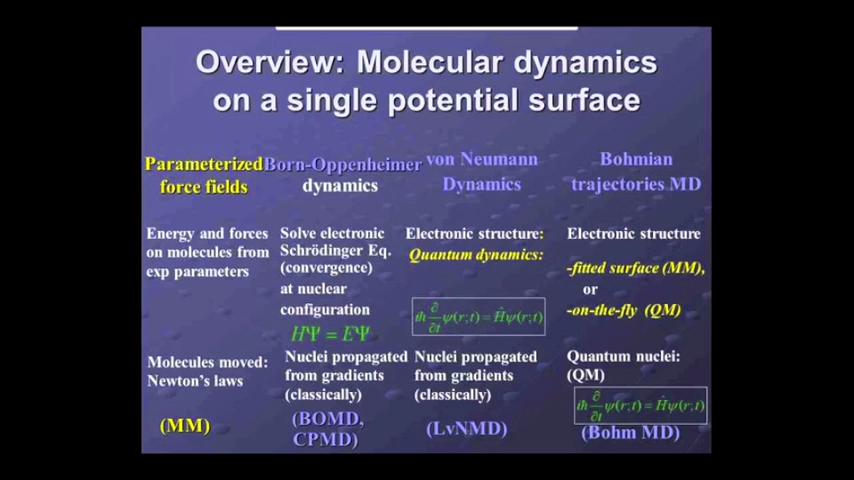 Overview: Molecular dynamics
on a single potential surface
Parameterized
force fields
Energy and forces
on molecules from
exp parameters
Molecules moved:
Newton's laws
(MM)
Born-Oppenheimer
dynamics
Solve electronic
Schrödinger Eq.
(convergence)
at nuclear
configuration
HΨ = EΨ
Nuclei propagated
from gradients
(classically)
(BOMD,
CPMD)
von Neumann
Dynamics
Electronic structure:
Quantum dynamics:
iħ ∂/∂t ψ(r;t) = Ĥψ(r;t)
Nuclei propagated
from gradients
(classically)
(LvNMD)
Bohmian
trajectories MD
Electronic structure
-fitted surface (MM),
or
-on-the-fly (QM)
Quantum nuclei:
(QM)
iħ ∂/∂t ψ(r;t) = Ĥψ(r;t)
(Bohm MD)